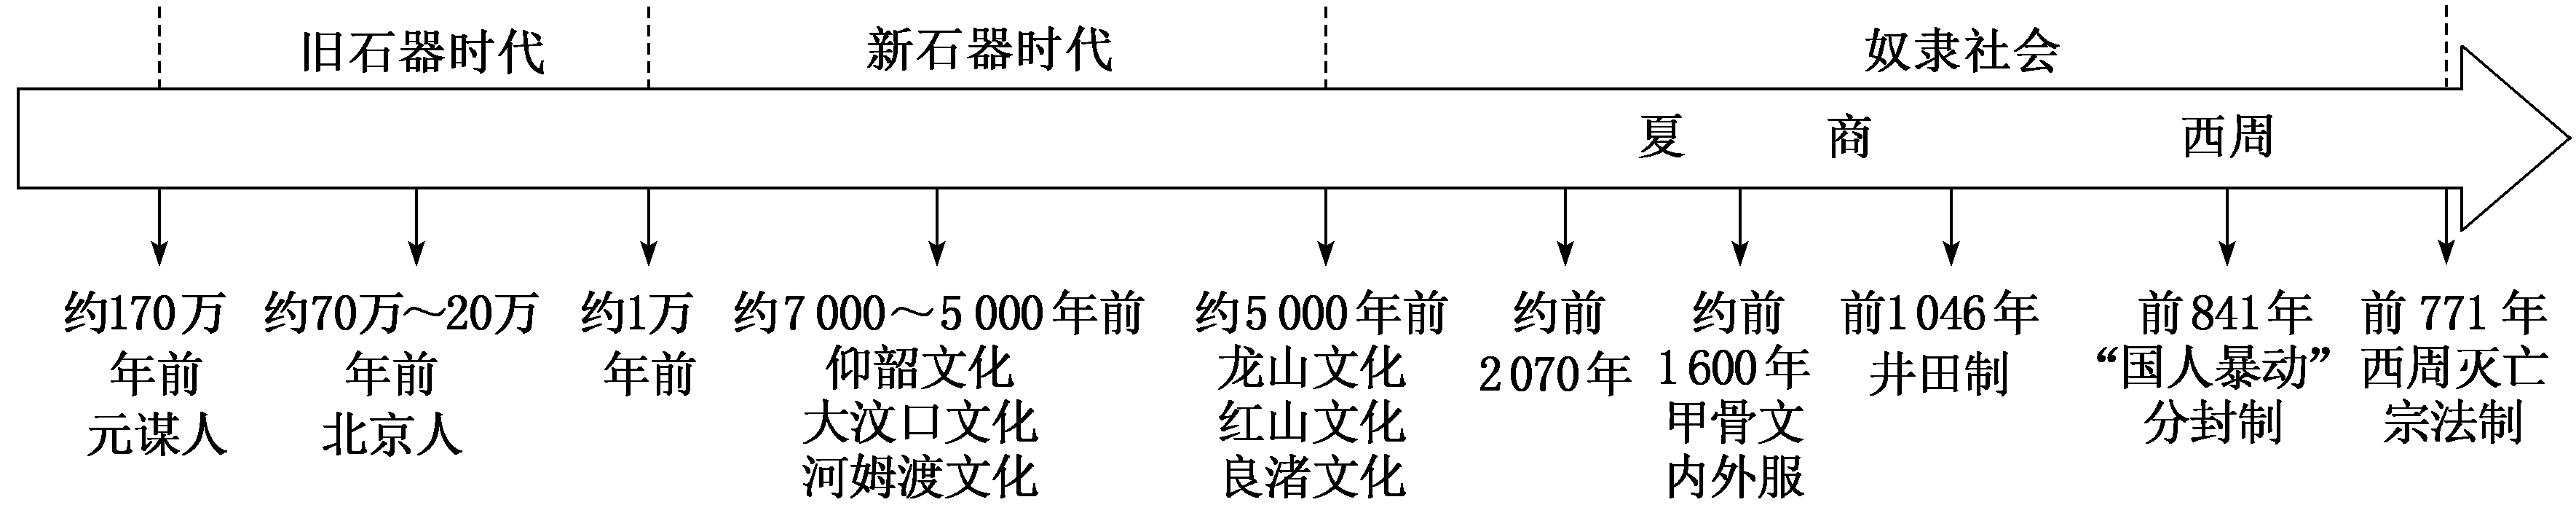 旧石器时代
新石器时代
奴隶社会
夏
商
西周
约170万
年前
元谋人
约70万～20万
年前
北京人
约1万
年前
约7 000～5 000年前
仰韶文化
大汶口文化
河姆渡文化
约5 000年前
龙山文化
红山文化
良渚文化
约前
2 070年
约前
1 600年
甲骨文
内外服
前1 046年
井田制
前841年
“国人暴动”
分封制
前 771 年
西周灭亡
宗法制